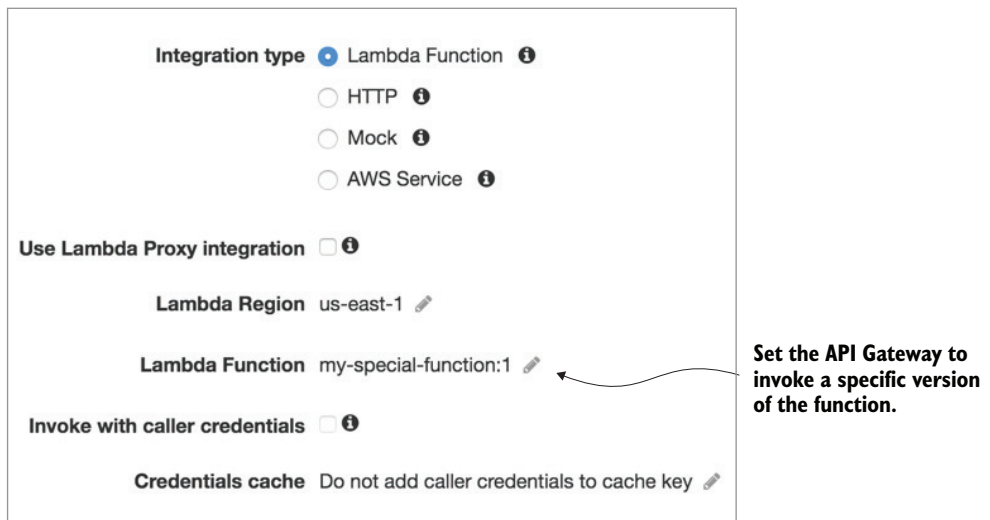 Integration type Lambda Function
HTTP
Mock
AWS Service
Use Lambda Proxy integration
Lambda Region us-east-1
Lambda Function my-special-function:1
Set the API Gateway to
invoke a specific version
of the function.
Invoke with caller credentials
Credentials cache Do not add caller credentials to cache key